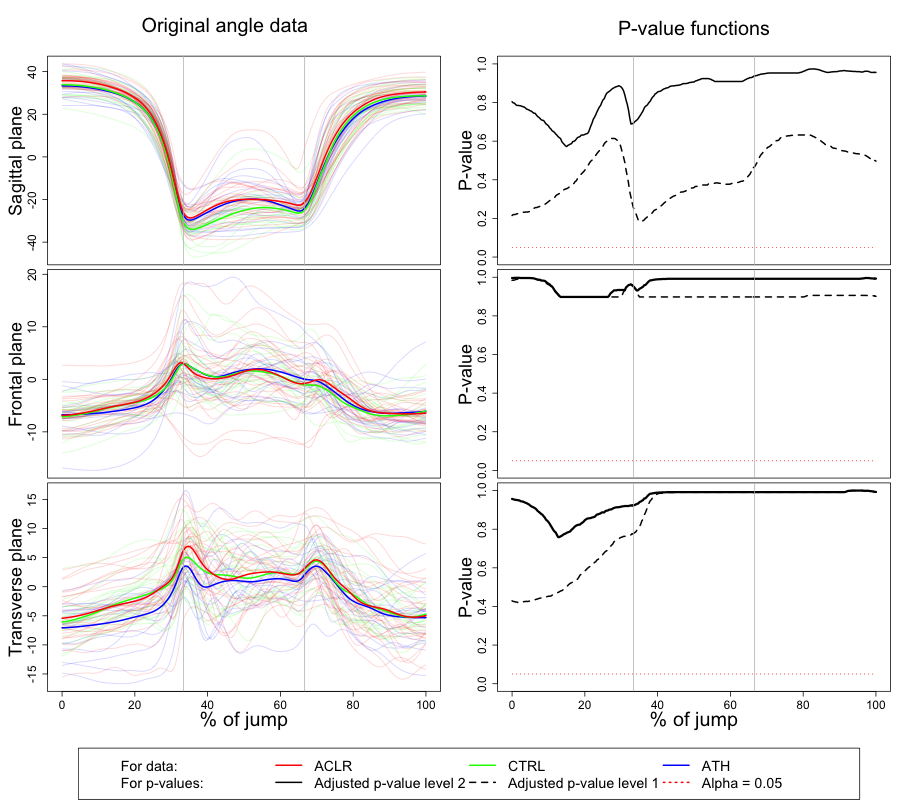 Original angle data
P-value functions
Sagittal plane
40
20
0
-20
-40
P-value
1.0
0.8
0.6
0.4
0.2
0.0
Frontal plane
20
10
0
-10
P-value
1.0
0.8
0.6
0.4
0.2
0.0
Transverse plane
15
10
5
0
-5
-10
-15
P-value
1.0
0.8
0.6
0.4
0.2
0.0
0 20 40 60 80 100
% of jump
0 20 40 60 80 100
% of jump
For data: ACLR CTRL ATH
For p-values: Adjusted p-value level 2 Adjusted p-value level 1 Alpha = 0.05